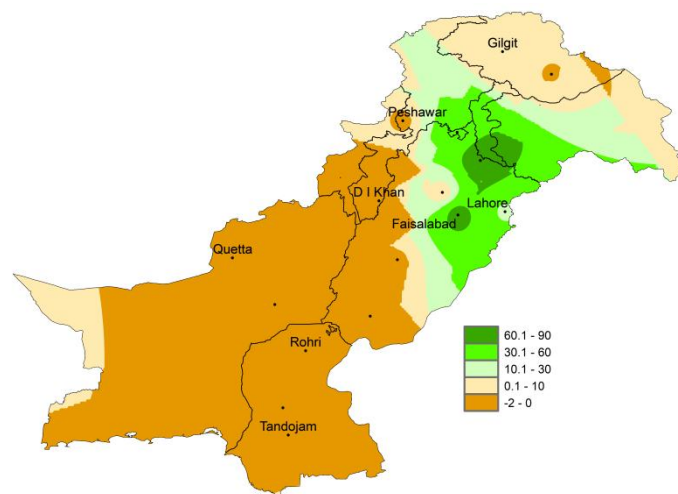 Gilgit
Peshawar
D I Khan
Lahore
Faisalabad
Quetta
Rohri
Tandojam
60.1 - 90
30.1 - 60
10.1 - 30
0.1 - 10
-2 - 0